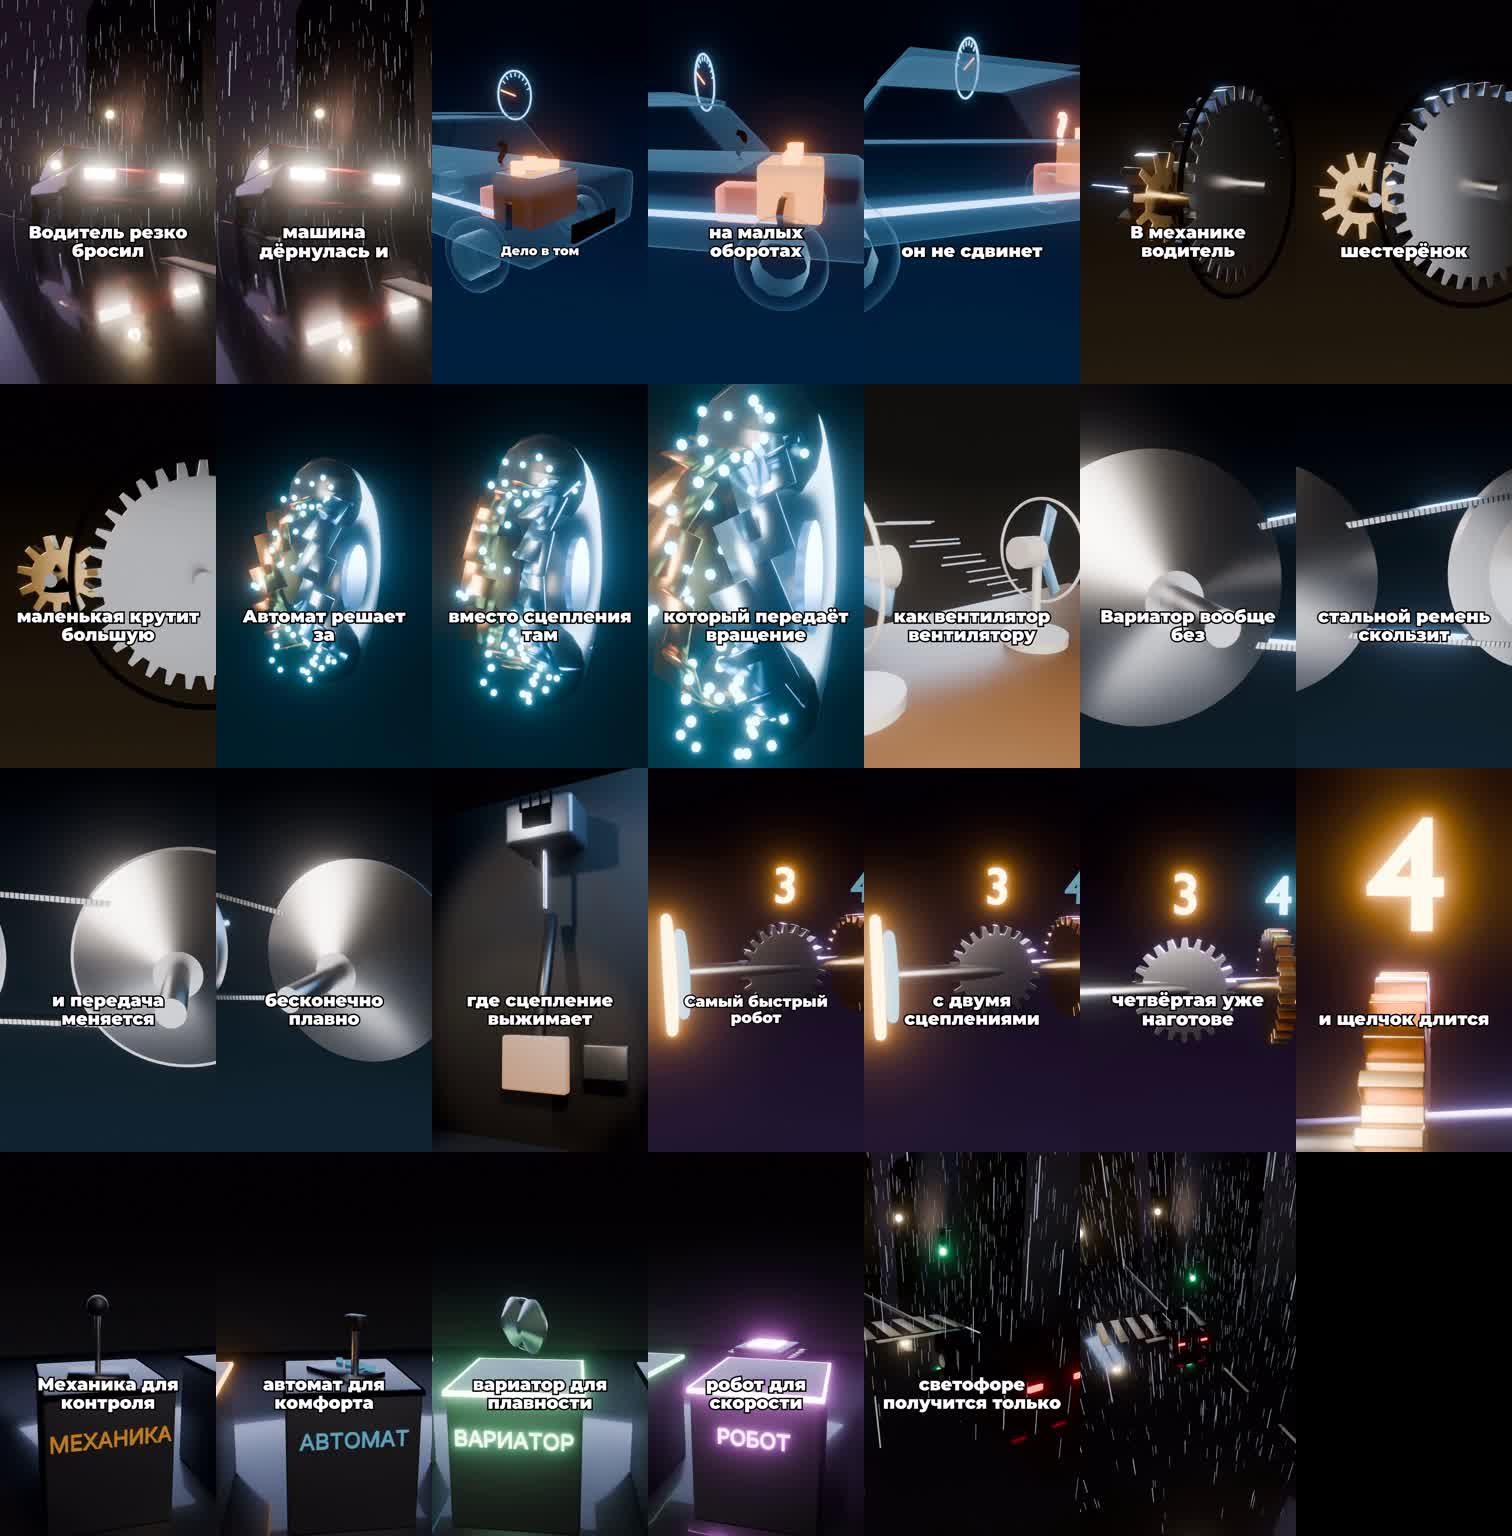 Водитель резко
бросил
машина
дёрнулась и
Дело в том
на малых
оборотах
он не сдвинет
В механике
водитель
шестерёнок
маленькая крутит
большую
Автомат решает
за
вместо сцепления
там
который передаёт
вращение
как вентилятор
вентилятору
Вариатор вообще
без
стальной ремень
скользит
и передача
меняется
бесконечно
плавно
где сцепление
выжимает
3
4
Самый быстрый
робот
3
4
с двумя
сцеплениями
3
4
четвёртая уже
наготове
4
и щелчок длится
Механика для
контроля
МЕХАНИКА
автомат для
комфорта
АВТОМАТ
вариатор для
плавности
ВАРИАТОР
робот для
скорости
РОБОТ
светофоре
получится только